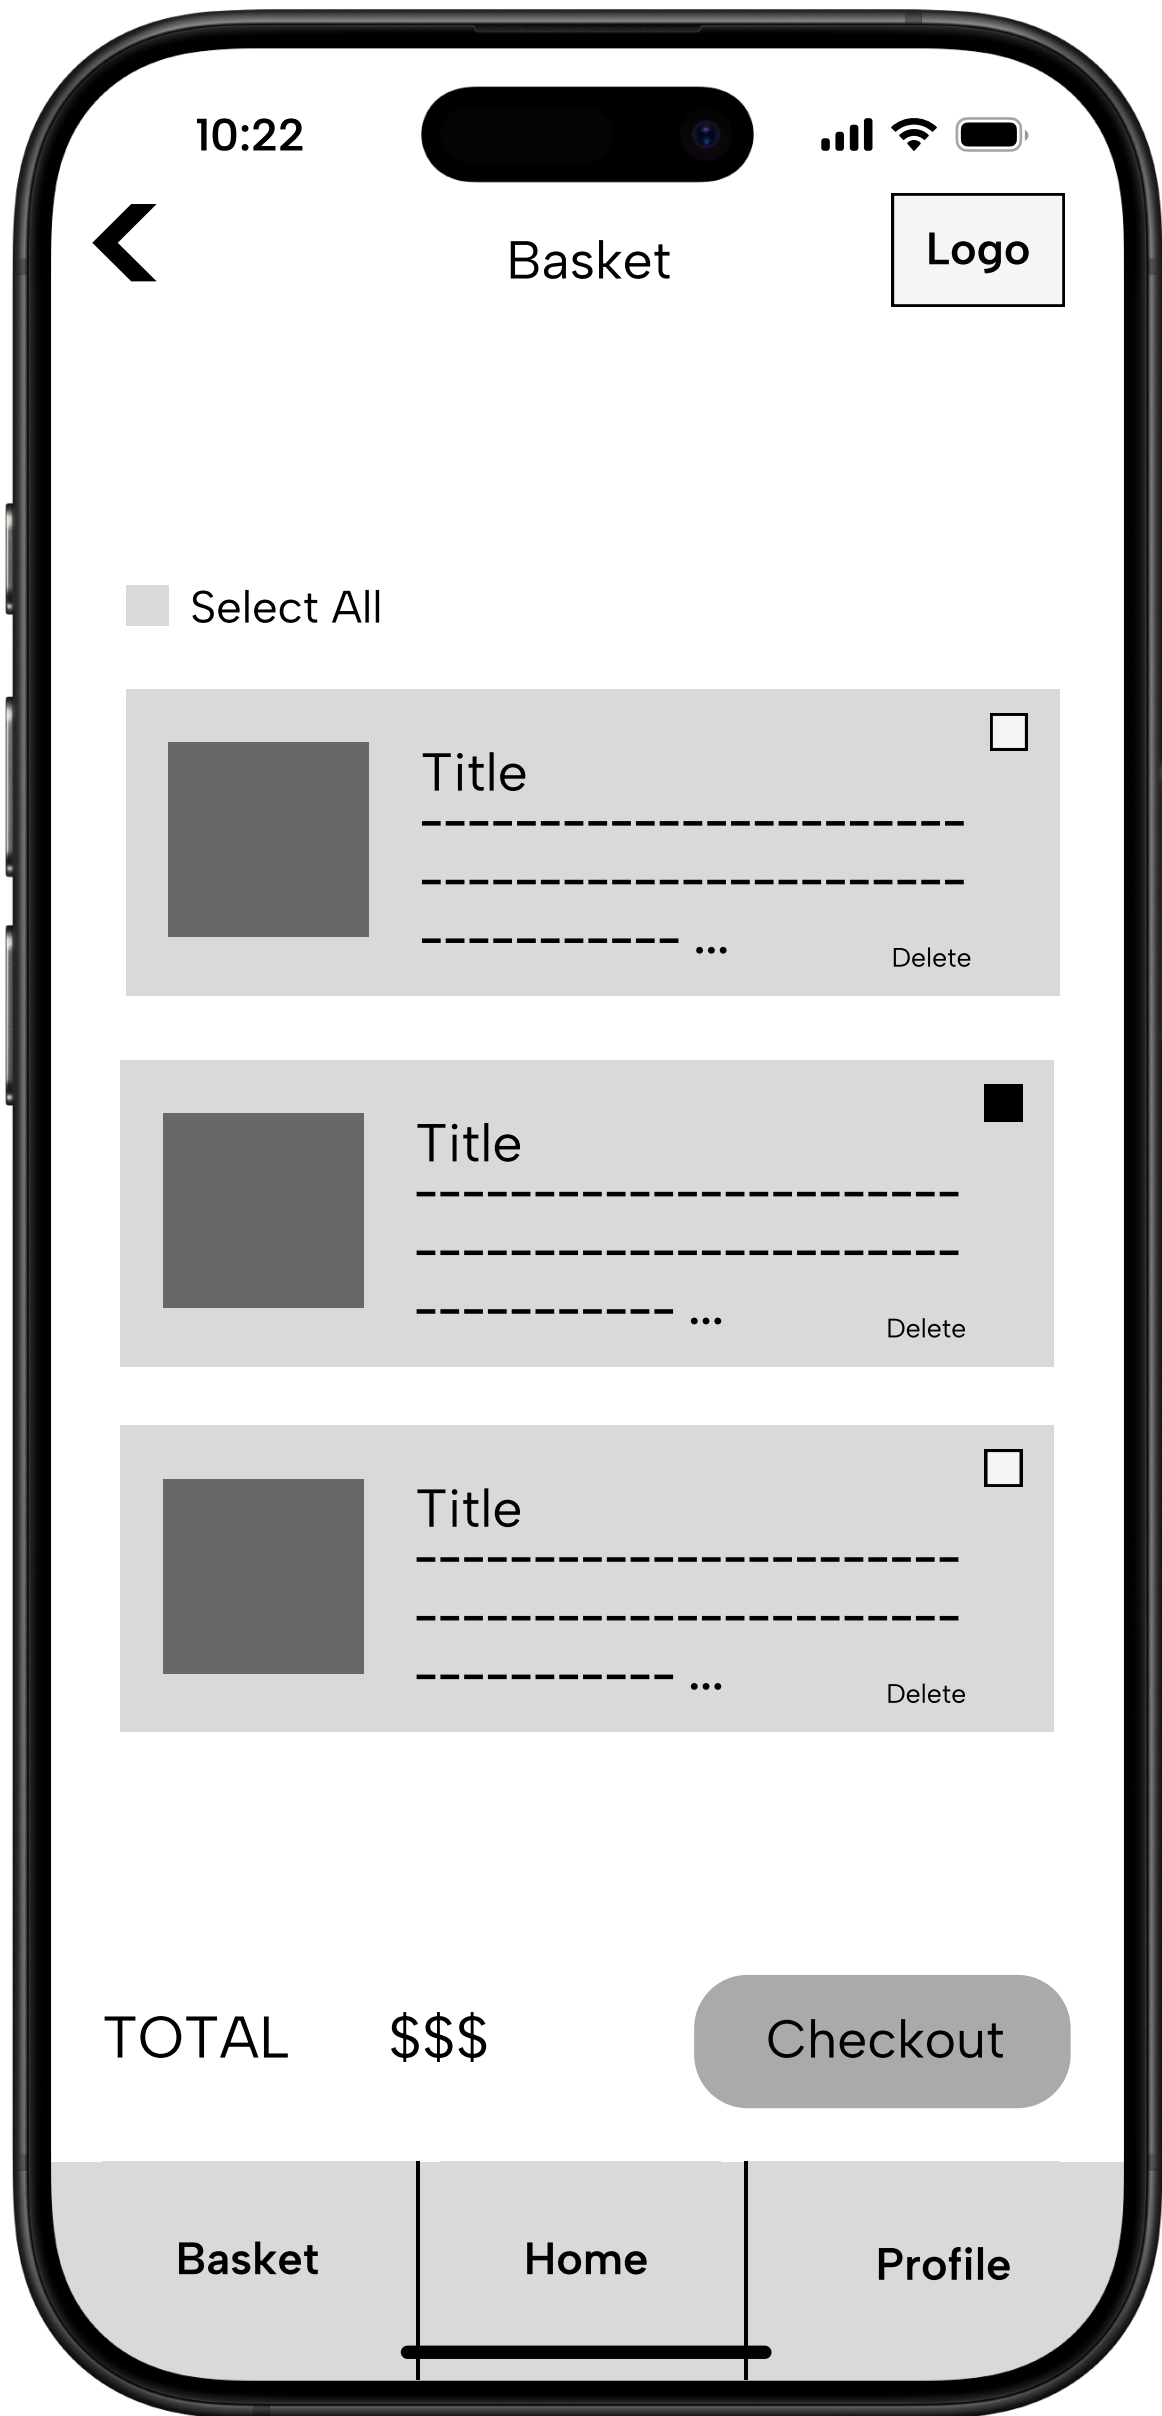 10:22
Basket
Logo
Select All
Title
...
Delete
Title
...
Delete
Title
...
Delete
TOTAL $$$ Checkout
Basket Home Profile